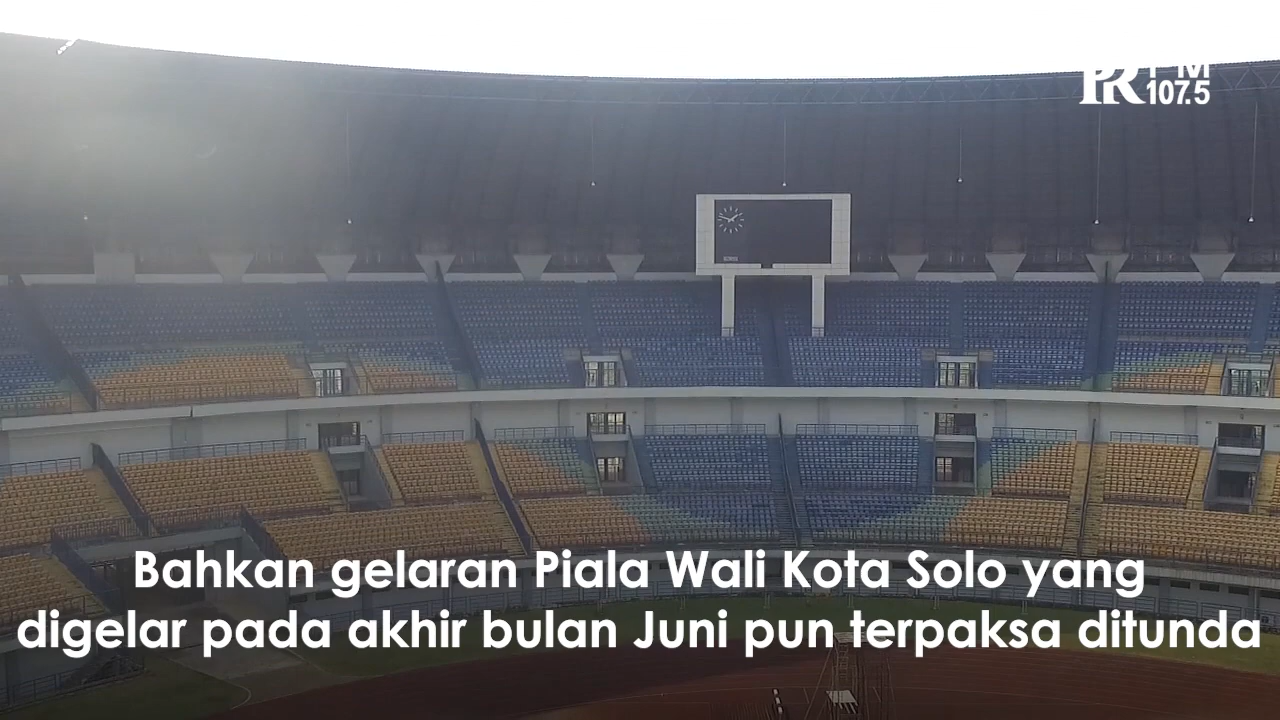 PR FM
107.5
Bahkan gelaran Piala Wali Kota Solo yang
digelar pada akhir bulan Juni pun terpaksa ditunda